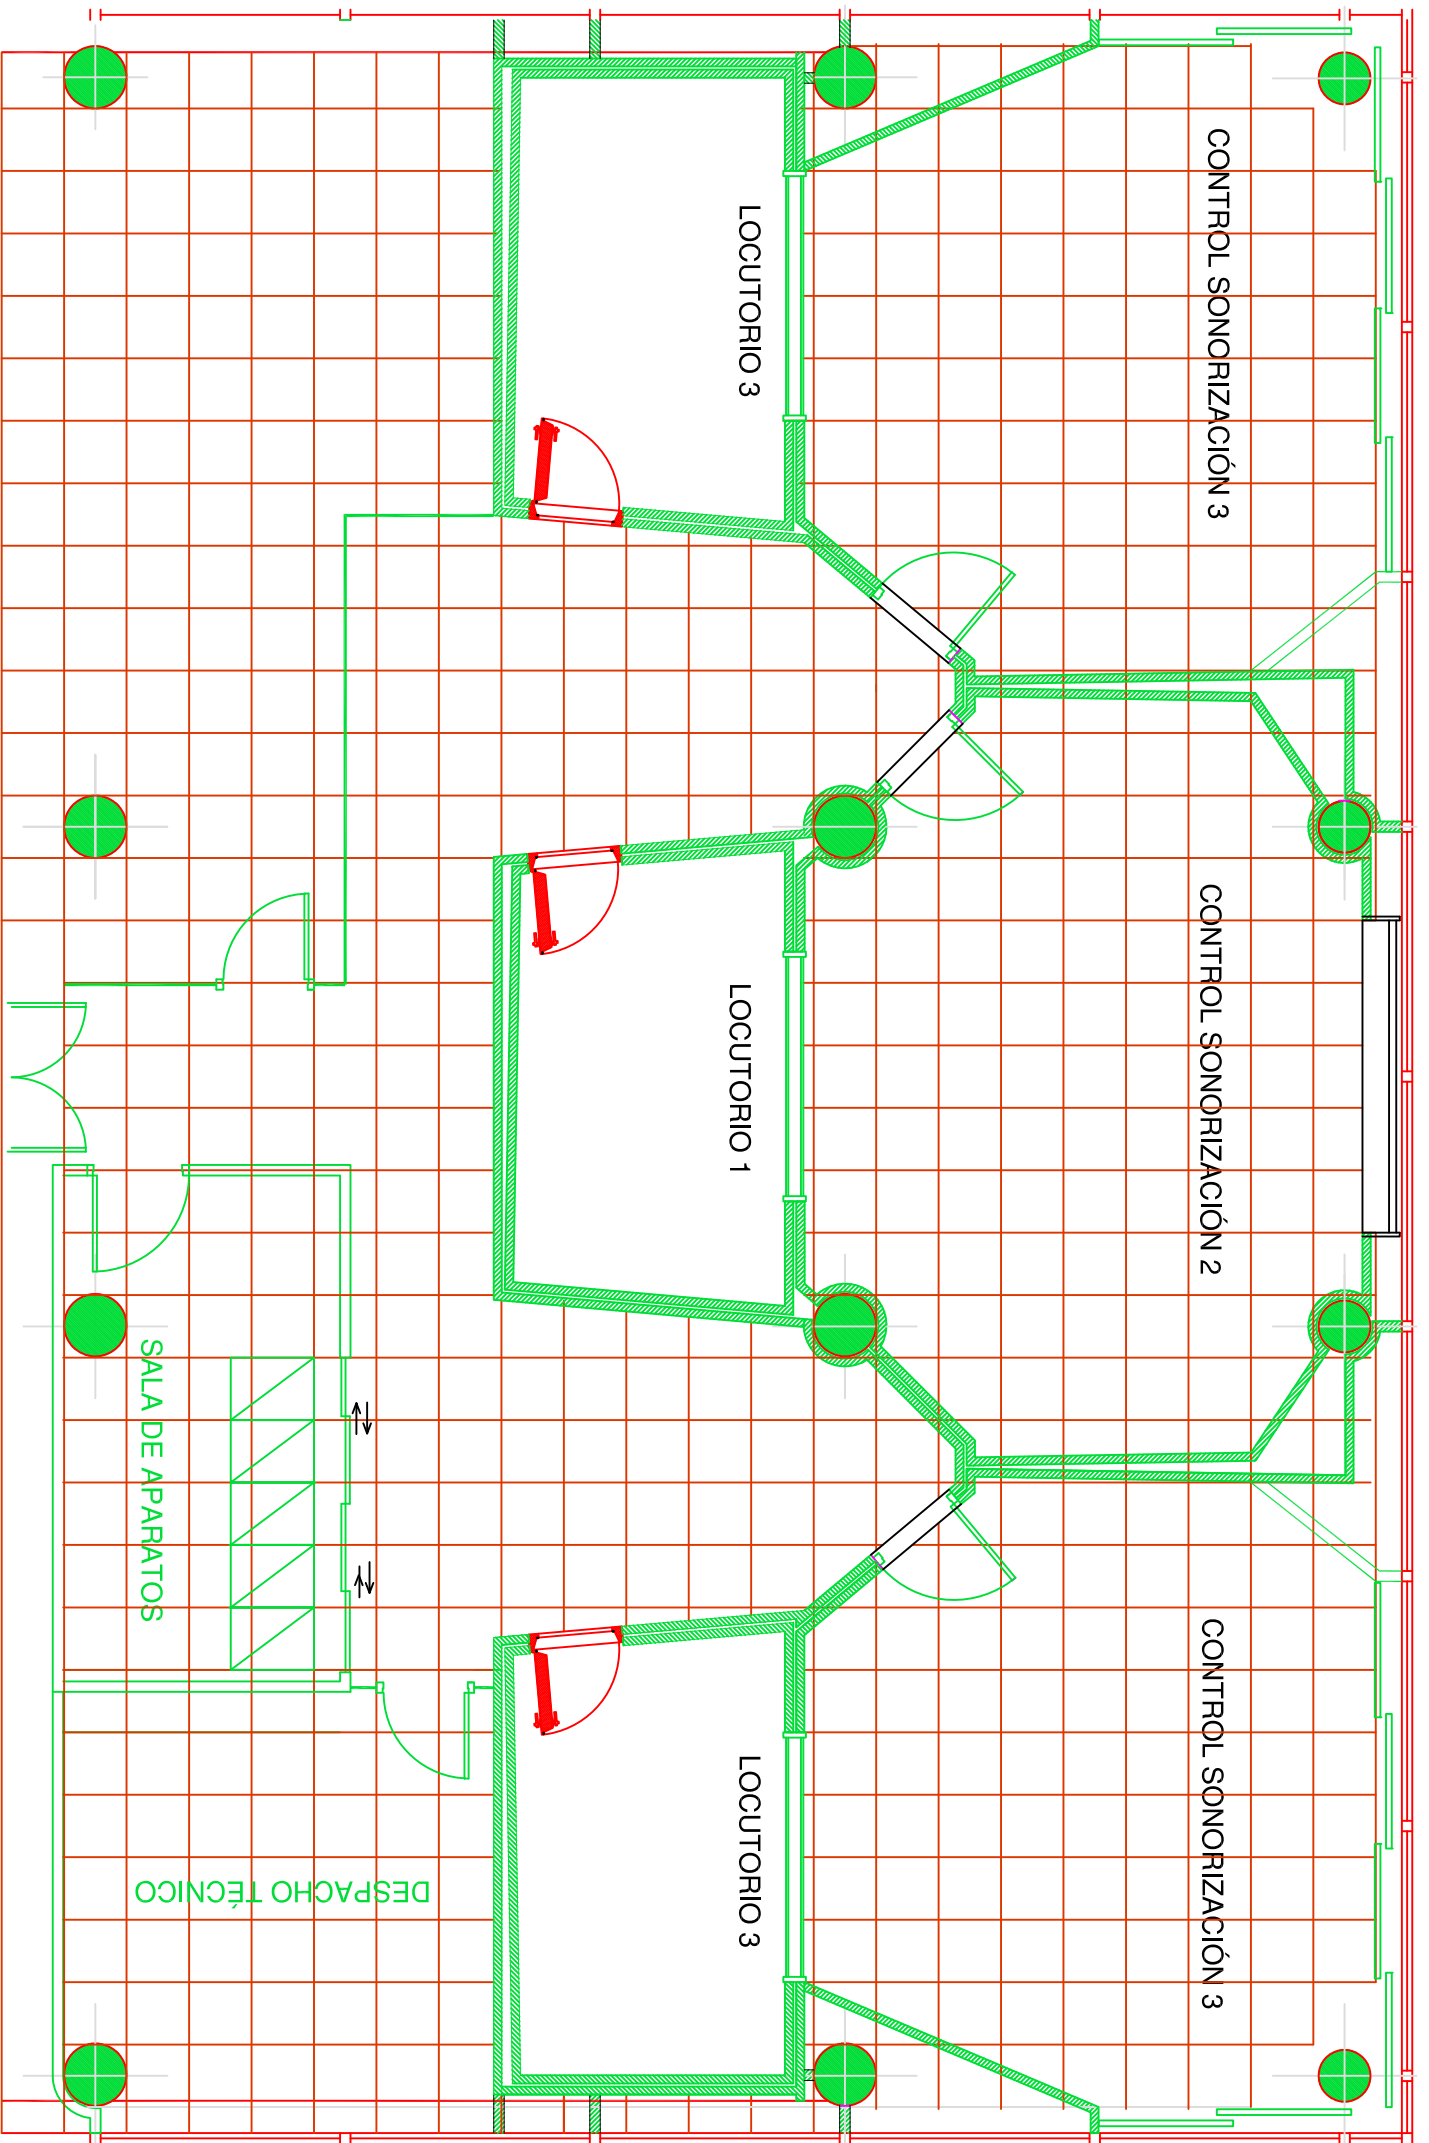 CONTROL SONORIZACIÓN 3
LOCUTORIO 3
CONTROL SONORIZACIÓN 2
LOCUTORIO 1
SALA DE APARATOS
CONTROL SONORIZACIÓN 3
LOCUTORIO 3
DESPACHO TÉCNICO